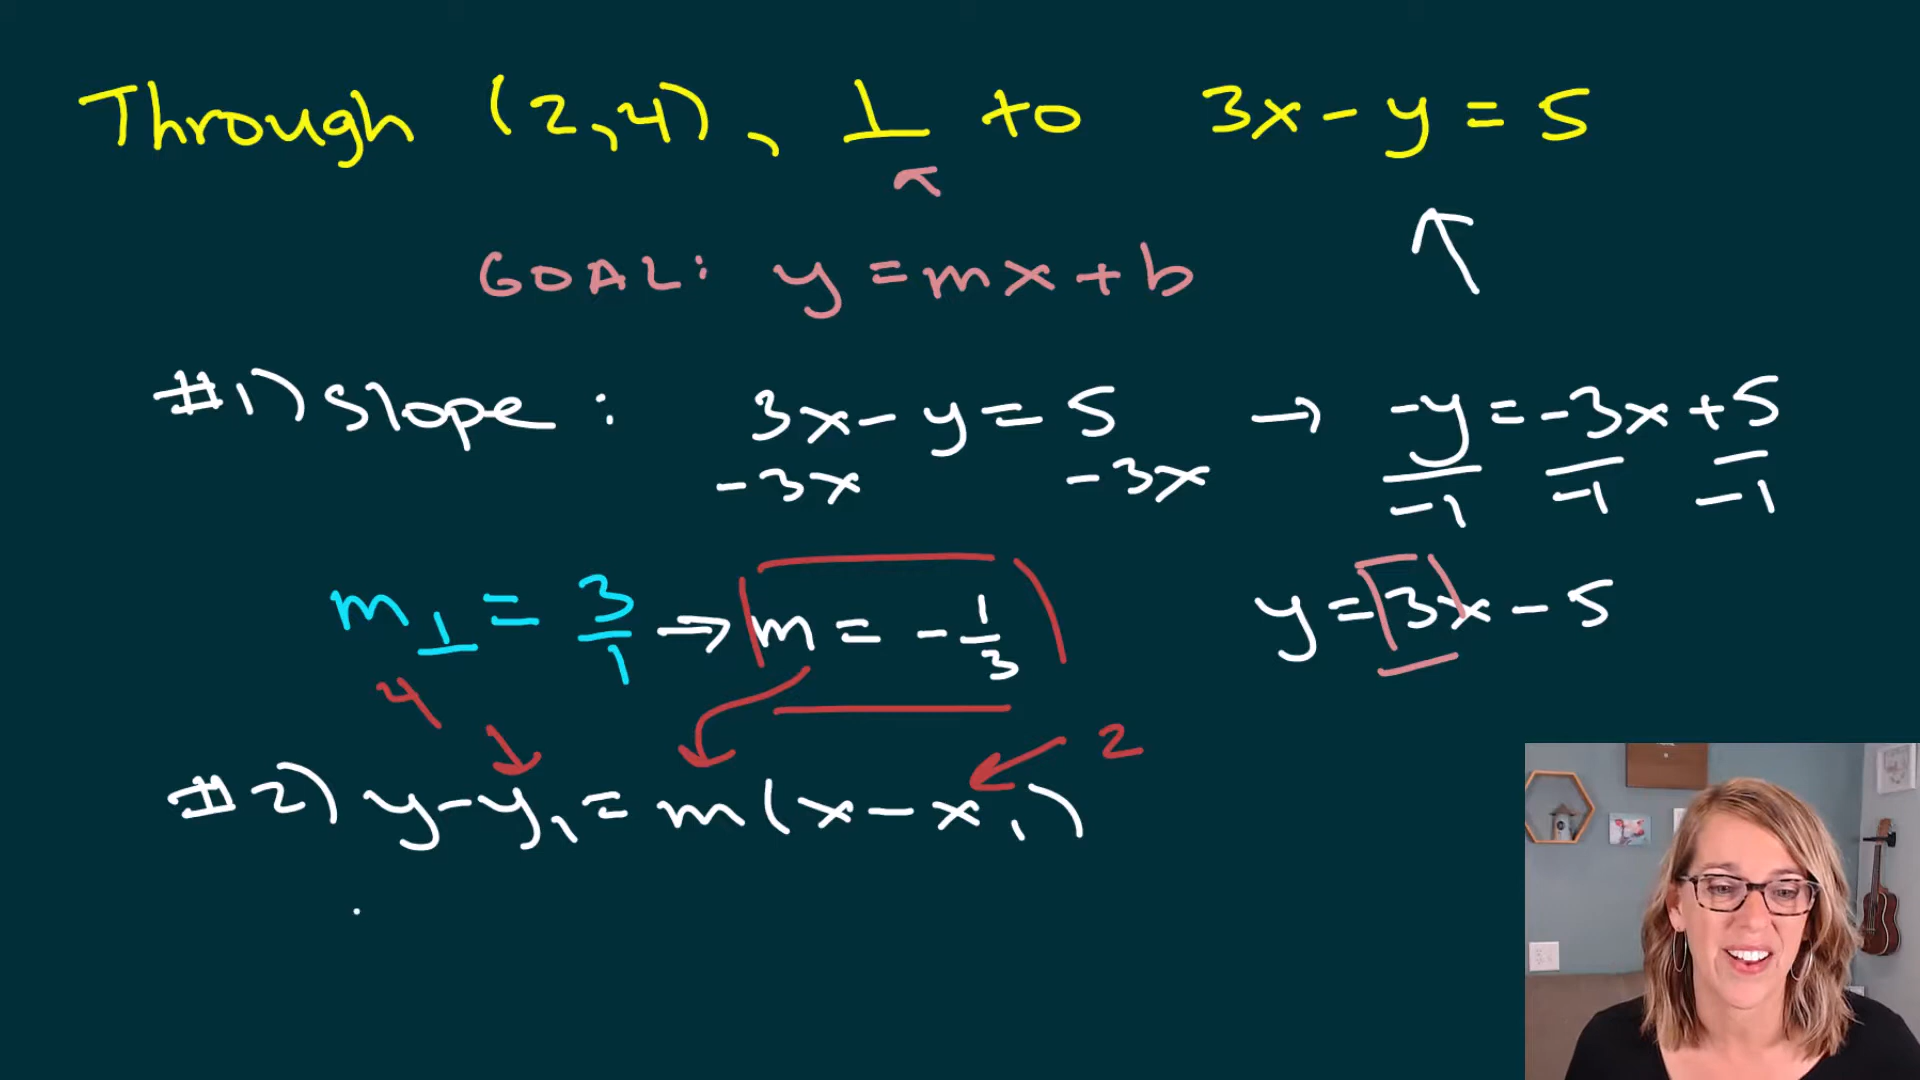 Through (2,4), ⊥ to 3x - y = 5
GOAL: y = mx + b
#1) slope: 3x - y = 5 → -y = -3x + 5
-3x -3x -1 -1 -1
m⊥ = 3/1 → m = -1/3 y = 3x - 5
4 2
#2) y - y₁ = m(x - x₁)